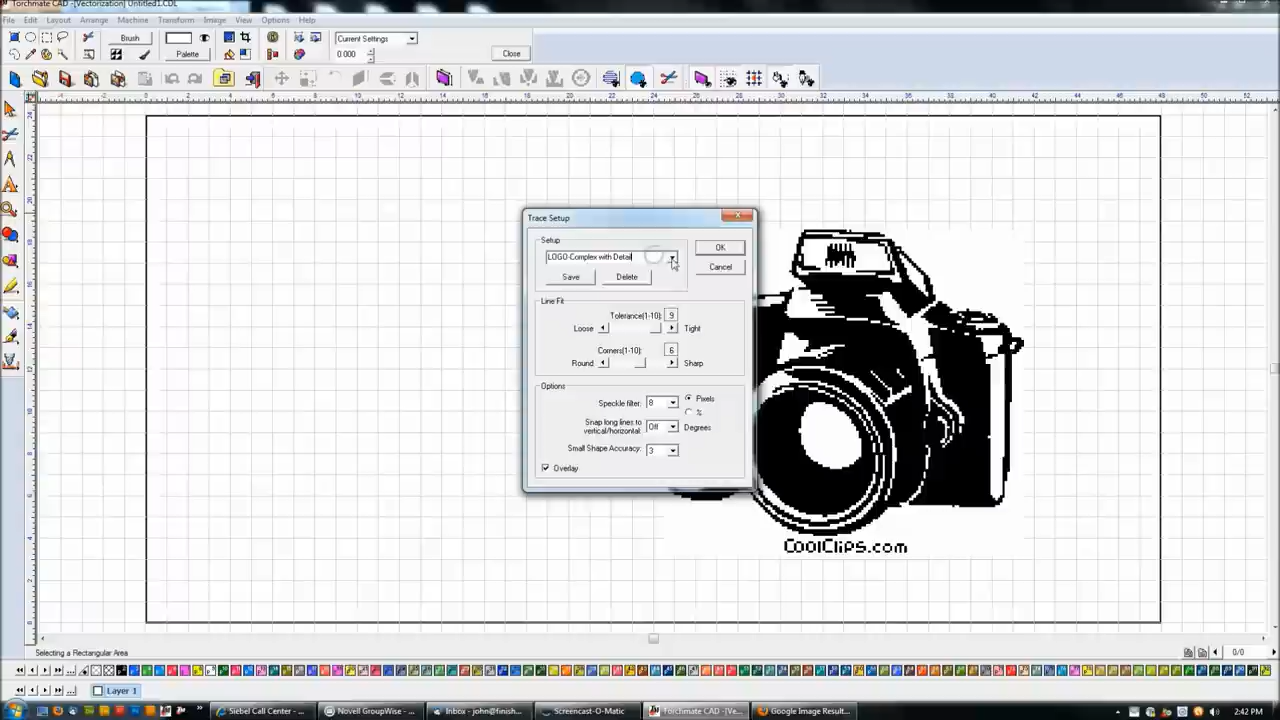 Torchmate CAD -[Vectorization] Untitled1.CDL
File Edit Layout Arrange Machine Transform Image View Options Help
Brush
Current Settings
Palette
0.000
Close
Trace Setup
Setup
LOGO-Complex with Detail
OK
Save
Delete
Cancel
Line Fit
Tolerance(1-10): 9
Loose
Tight
Corners(1-10): 6
Round
Sharp
Options
Speckle filter: 8
Pixels
%
Snap long lines to
vertical/horizontal:
Off
Degrees
Small Shape Accuracy: 3
Overlay
CoolClips.com
Selecting a Rectangular Area
0/0
Layer 1
Siebel Call Center - ...
Novell GroupWise - ...
Inbox - john@finish...
Screencast-O-Matic
Torchmate CAD -[Ve...
Google Image Result...
2:42 PM